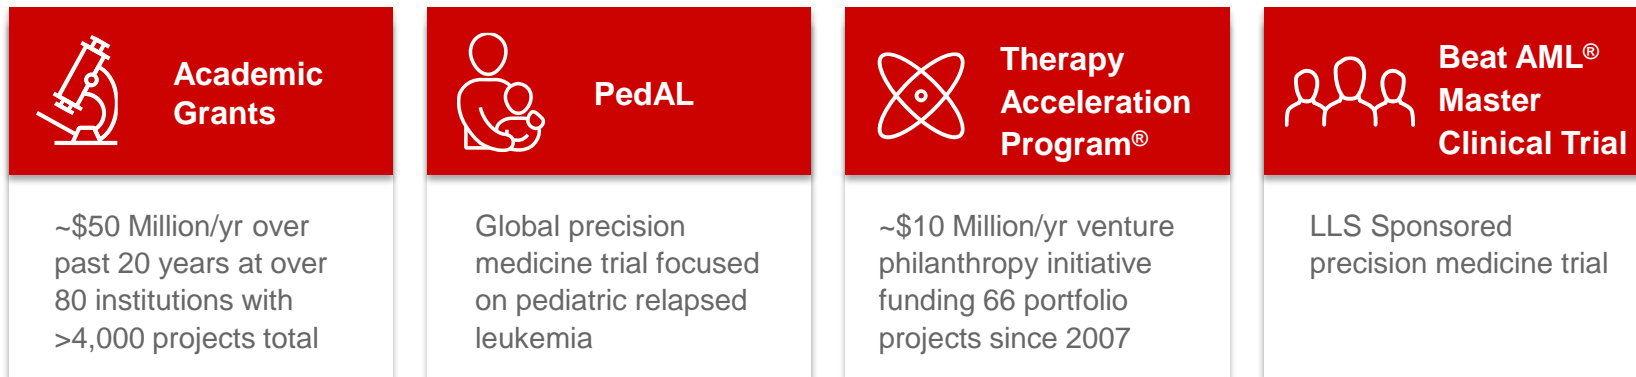 Academic
Grants
~$50 Million/yr over
past 20 years at over
80 institutions with
>4,000 projects total
PedAL
Global precision
medicine trial focused
on pediatric relapsed
leukemia
Therapy
Acceleration
Program®
~$10 Million/yr venture
philanthropy initiative
funding 66 portfolio
projects since 2007
Beat AML®
Master
Clinical Trial
LLS Sponsored
precision medicine trial